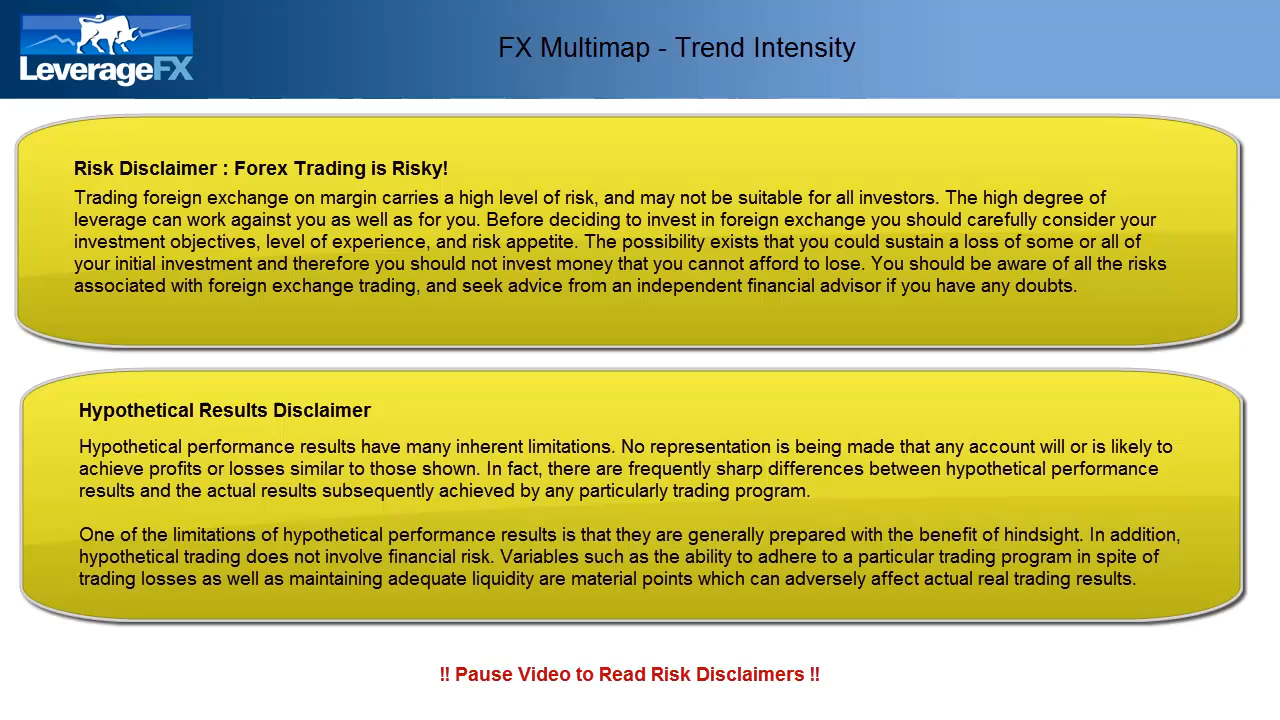 LeverageFX
FX Multimap - Trend Intensity
Risk Disclaimer : Forex Trading is Risky!
Trading foreign exchange on margin carries a high level of risk, and may not be suitable for all investors. The high degree of
leverage can work against you as well as for you. Before deciding to invest in foreign exchange you should carefully consider your
investment objectives, level of experience, and risk appetite. The possibility exists that you could sustain a loss of some or all of
your initial investment and therefore you should not invest money that you cannot afford to lose. You should be aware of all the risks
associated with foreign exchange trading, and seek advice from an independent financial advisor if you have any doubts.
Hypothetical Results Disclaimer
Hypothetical performance results have many inherent limitations. No representation is being made that any account will or is likely to
achieve profits or losses similar to those shown. In fact, there are frequently sharp differences between hypothetical performance
results and the actual results subsequently achieved by any particularly trading program.
One of the limitations of hypothetical performance results is that they are generally prepared with the benefit of hindsight. In addition,
hypothetical trading does not involve financial risk. Variables such as the ability to adhere to a particular trading program in spite of
trading losses as well as maintaining adequate liquidity are material points which can adversely affect actual real trading results.
!! Pause Video to Read Risk Disclaimers !!